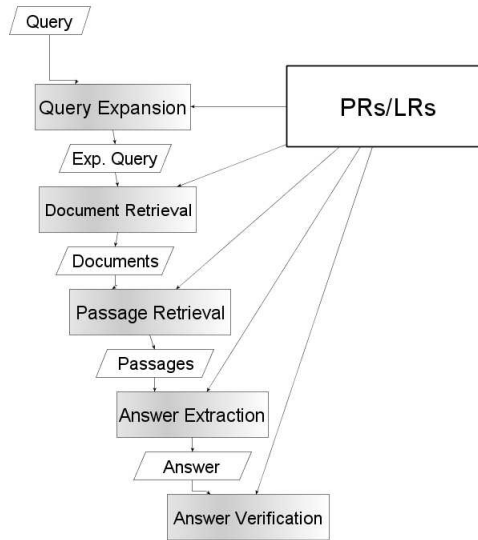 Query
Query Expansion
PRs/LRs
Exp. Query
Document Retrieval
Documents
Passage Retrieval
Passages
Answer Extraction
Answer
Answer Verification